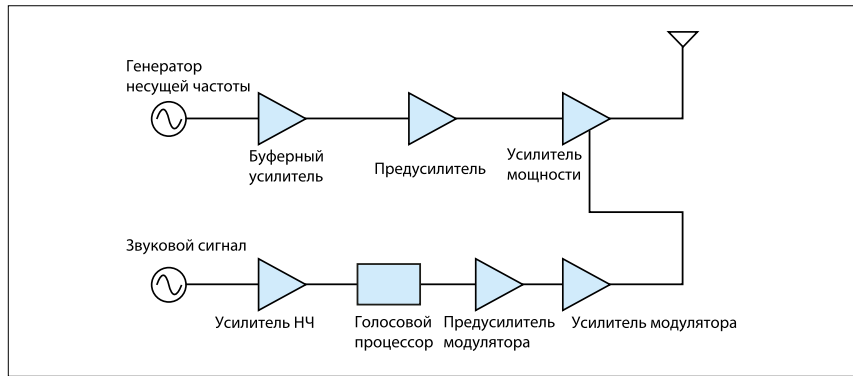 Генератор
несущей частоты
Буферный
усилитель
Предусилитель
Усилитель
мощности
Звуковой сигнал
Усилитель НЧ
Голосовой
процессор
Предусилитель
модулятора
Усилитель модулятора